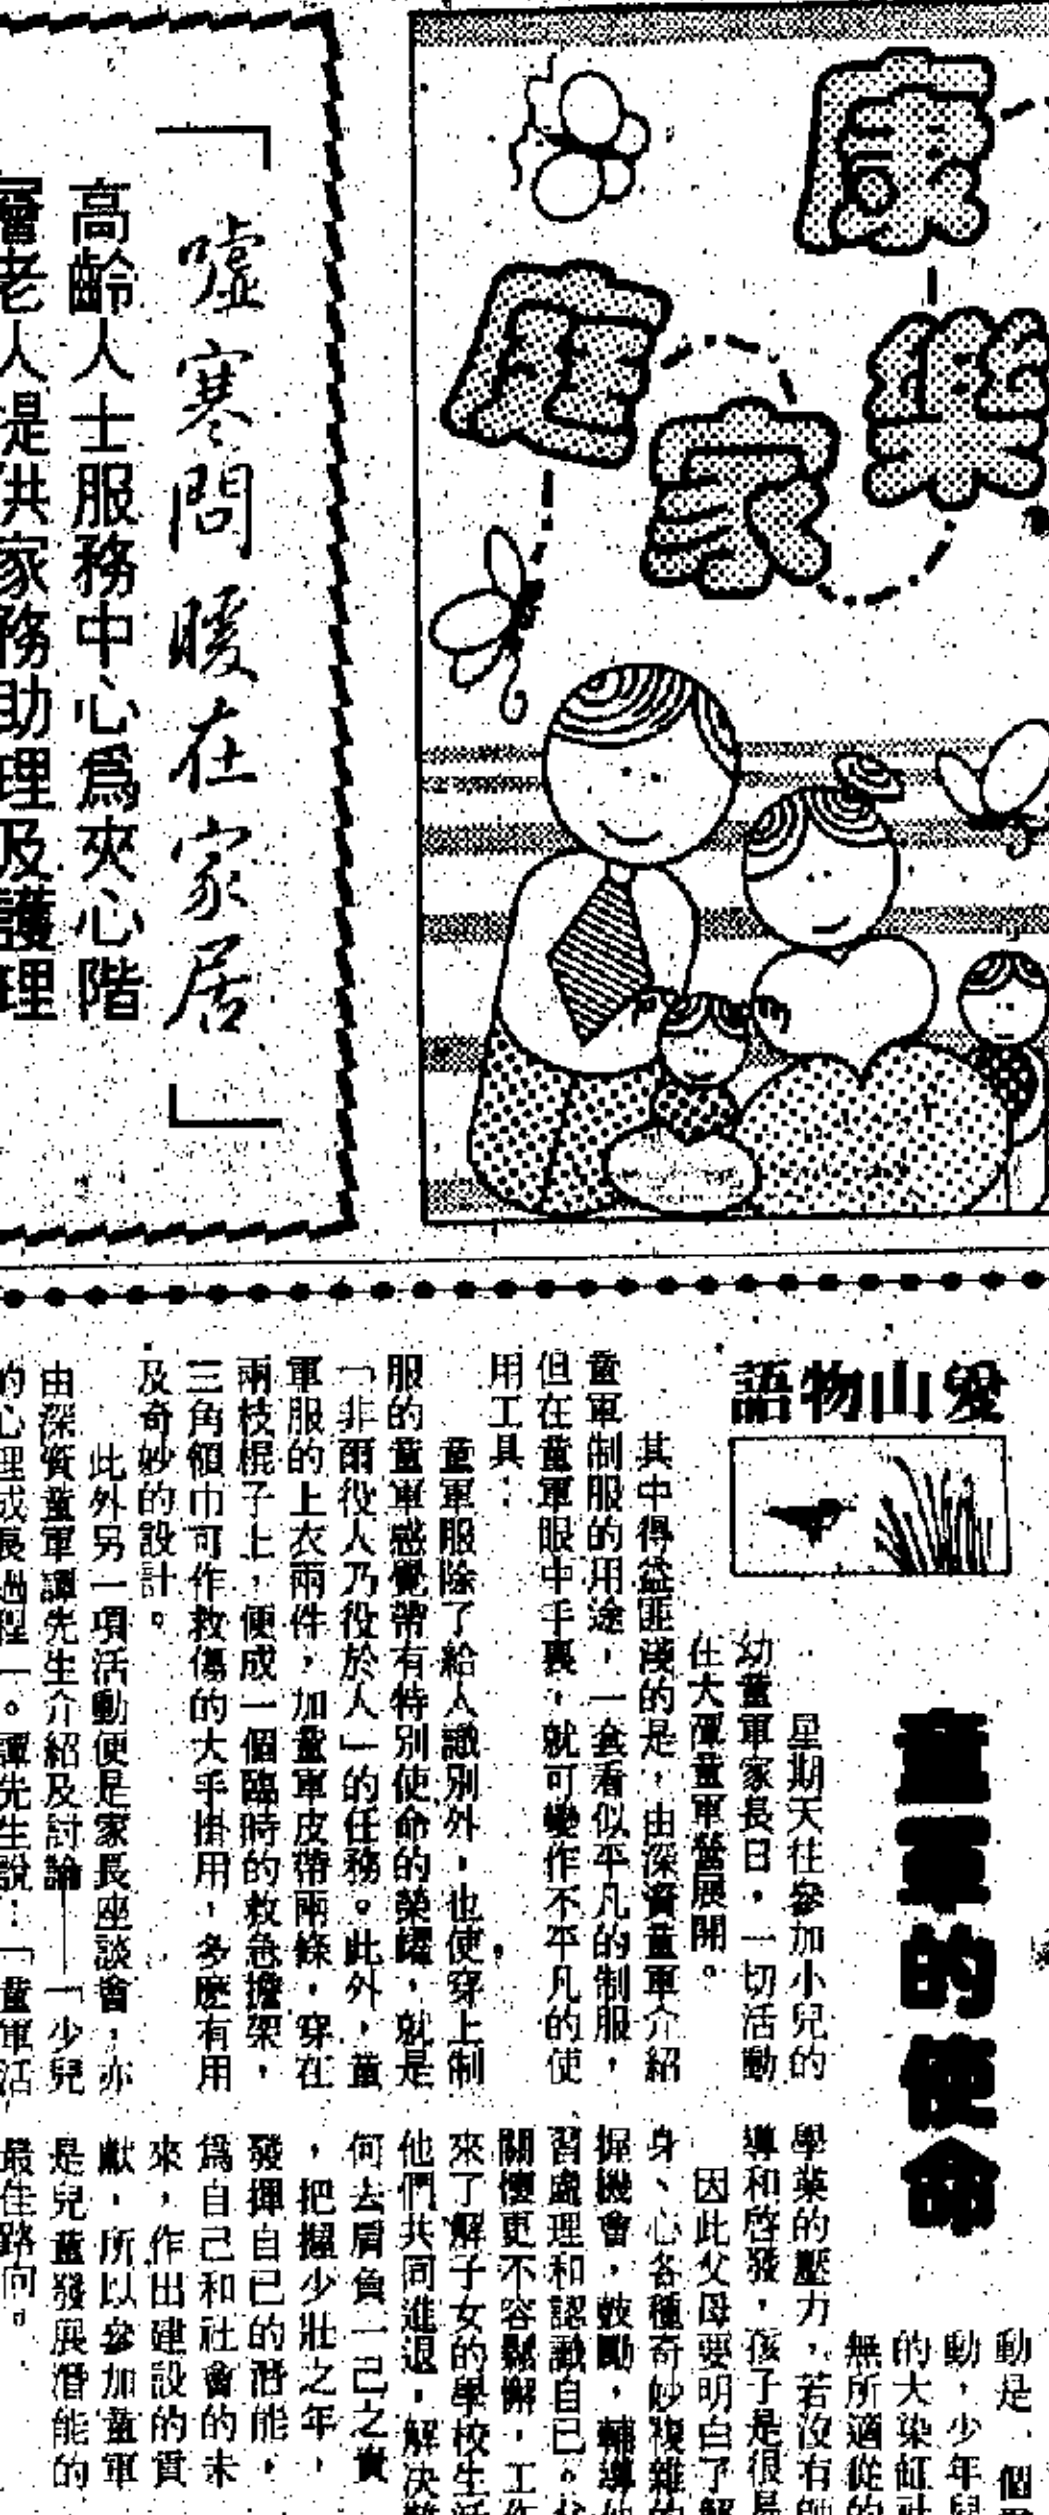 康樂家庭
「噓寒問暖在家居」
高齡人士服務中心爲夾心階
層老人提供家務助理及護理
愛山物語
童軍的使命
星期天往參加小兒的
幼童軍家長日，一切活動
在大潭童軍營展開。
其中得益匪淺的是，由深資童軍介紹
童軍制服的用途，一套看似平凡的制服，
但在童軍眼中手裏，就可變作不平凡的使
用工具：
童軍服除了給人識別外，也使穿上制
服的童軍感覺帶有特別使命的榮耀，就是
「非爾役人乃役於人」的任務。此外，童
軍服的上衣兩件，加童軍皮帶兩條，穿在
兩枝棍子上，便成一個臨時的救急擔架，
三角領巾可作救傷的大手掛用，多麼有用
及奇妙的設計。
此外另一項活動便是家長座談會，亦
由深資童軍譚先生介紹及討論——「少兒
的心理成長過程」。譚先生說：「童軍活
動是一個
動，少年兒
的大染缸社
無所適從的
學業的壓力，若沒有師
導和啓發，孩子是很易
因此父母要明白了解
身、心各種奇妙複雜的
握機會，鼓勵，輔導他
習處理和認識自己。父
關懷更不容鬆懈，工作
來了解子女的學校生活
他們共同進退，解決難
何去肩負一己之責
，把握少壯之年，
發揮自已的潛能，
爲自己和社會的未
來，作出建設的貢
獻，所以參加童軍
是兒童發展潛能的
最佳路向。